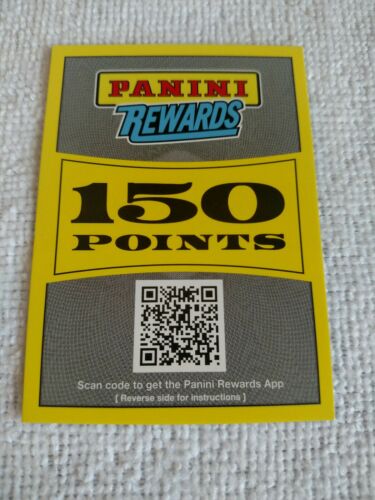 PANINI
REWARDS
150
POINTS
Scan code to get the Panini Rewards App
( Reverse side for instructions )